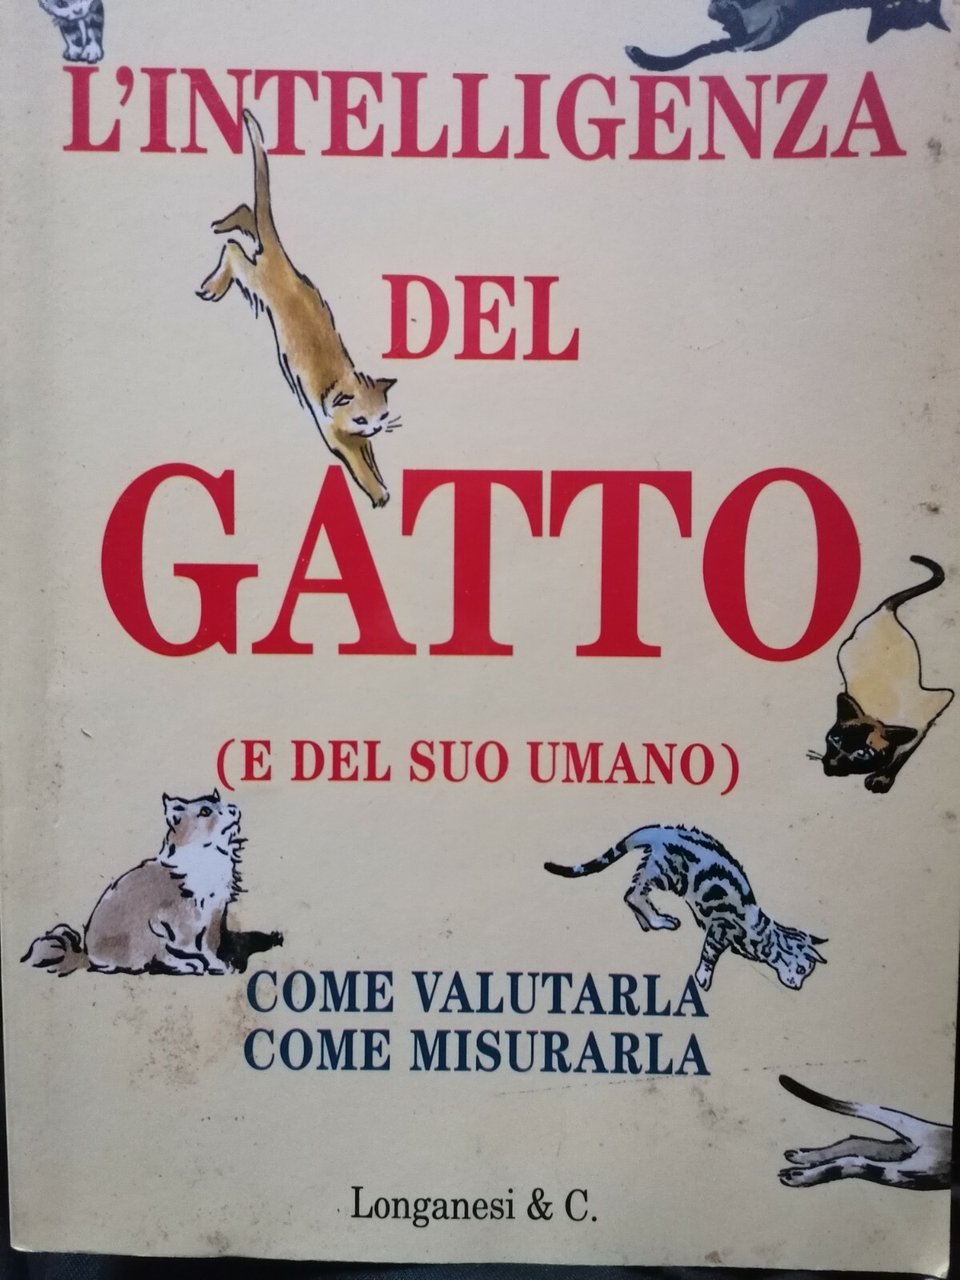 L'INTELLIGENZA
DEL
GATTO
(E DEL SUO UMANO)
COME VALUTARLA
COME MISURARLA
Longanesi & C.